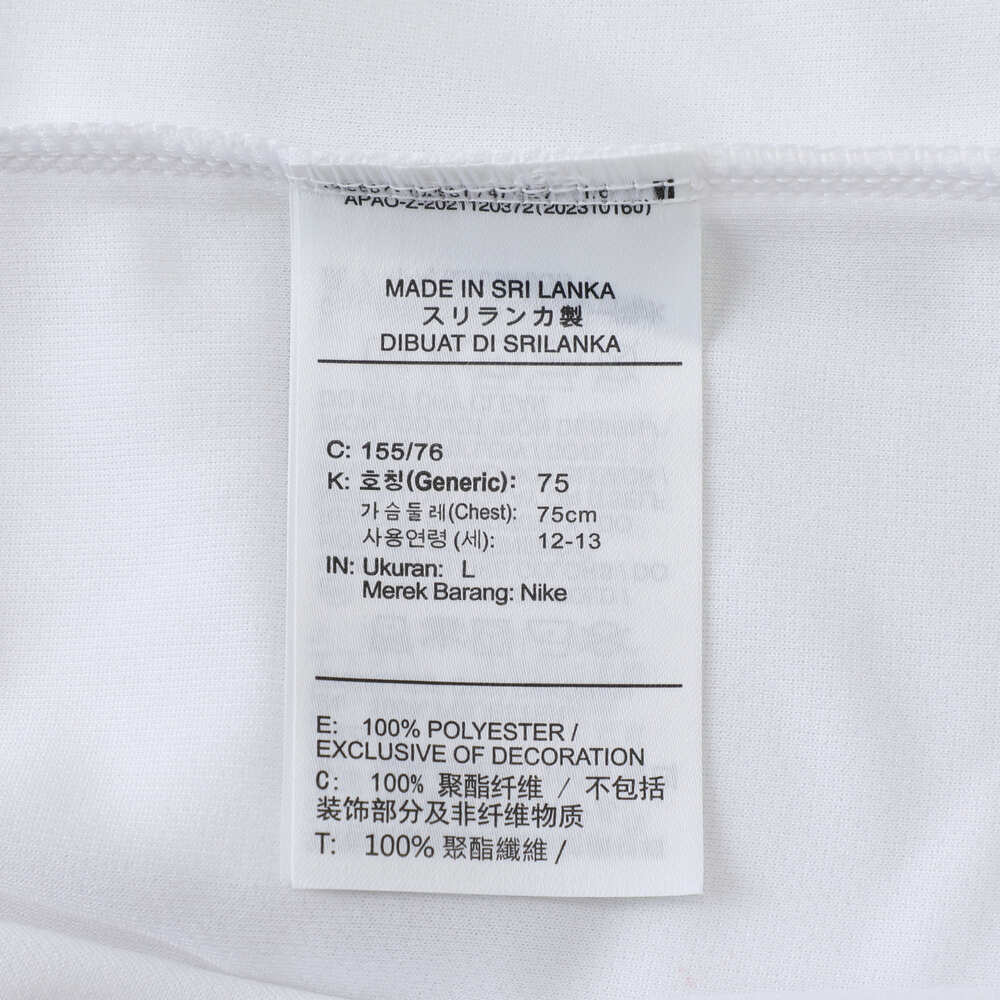 APAO-Z-2021120372(202310160)
MADE IN SRI LANKA
スリランカ製
DIBUAT DI SRILANKA
C: 155/76
K: 호칭(Generic): 75
가슴둘레(Chest): 75cm
사용연령 (세): 12-13
IN: Ukuran: L
Merek Barang: Nike
E: 100% POLYESTER /
EXCLUSIVE OF DECORATION
C: 100% 聚酯纤维 / 不包括
装饰部分及非纤维物质
T: 100% 聚酯纖維 /